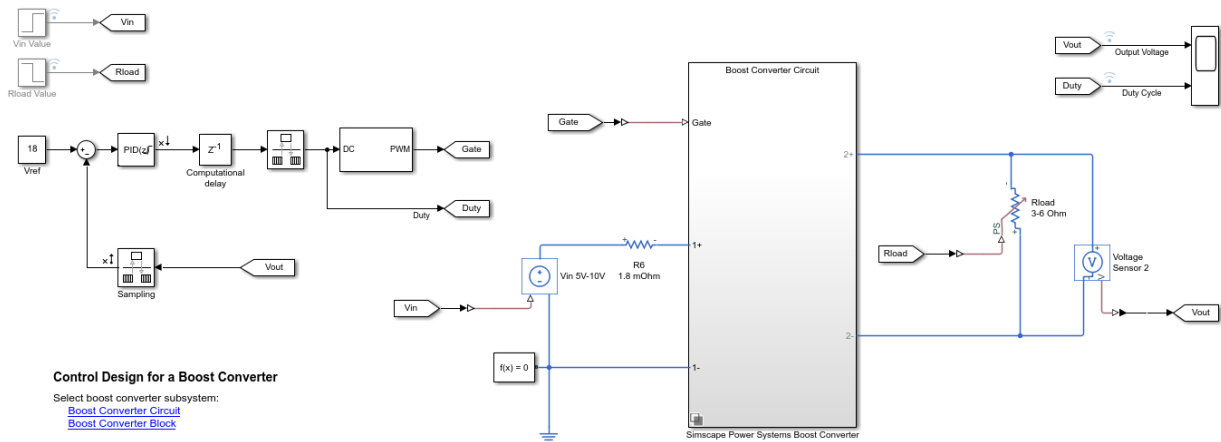 Vin
Vin Value
Rload
Rload Value
Vout
Output Voltage
Duty
Duty Cycle
Boost Converter Circuit
Gate
Gate
18
Vref
+
-
PID(z)
Z-1
Computational
delay
DC
PWM
Gate
Duty
Duty
Vout
Sampling
2+
-
Rload
3-6 Ohm
PS
+
Rload
+
V
Voltage
Sensor 2
Vout
2-
+
-
1+
R6
1.8 mOhm
Vin 5V-10V
Vin
f(x) = 0
1-
Control Design for a Boost Converter
Select boost converter subsystem:
Boost Converter Circuit
Boost Converter Block
Simscape Power Systems Boost Converter